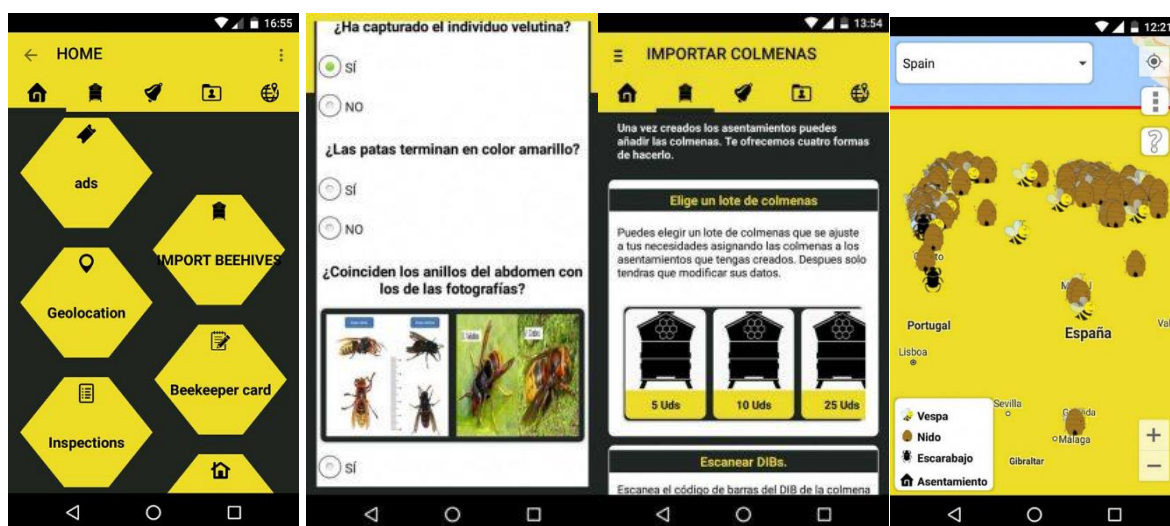 16:55
HOME
ads
IMPORT BEEHIVES
Geolocation
Beekeeper card
Inspections
¿Ha capturado el individuo velutina?
SÍ
NO
¿Las patas terminan en color amarillo?
SÍ
NO
¿Coinciden los anillos del abdomen con
los de las fotografías?
SÍ
13:54
IMPORTAR COLMENAS
Una vez creados los asentamientos puedes
añadir las colmenas. Te ofrecemos cuatro formas
de hacerlo.
Elige un lote de colmenas
Puedes elegir un lote de colmenas que se ajuste
a tus necesidades asignando las colmenas a los
asentamientos que tengas creados. Despues solo
tendras que modificar sus datos.
5 Uds
10 Uds
25 Uds
Escanear DIBs.
Escanea el código de barras del DIB de la colmena
12:21
Spain
Portugal
España
Lisboa
Sevilla
Málaga
Gibraltar
Vespa
Nido
Escarabajo
Asentamiento